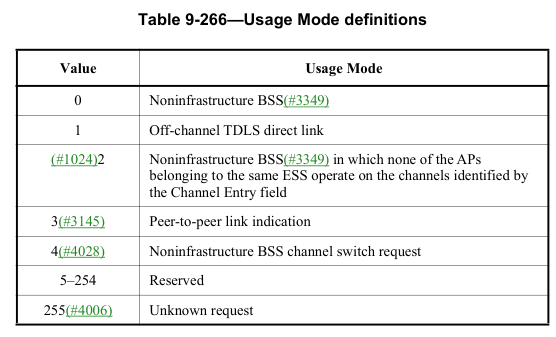 Table 9-266—Usage Mode definitions
Value Usage Mode
0 Noninfrastructure BSS(#3349)
1 Off-channel TDLS direct link
(#1024)2 Noninfrastructure BSS(#3349) in which none of the APs
belonging to the same ESS operate on the channels identified by
the Channel Entry field
3(#3145) Peer-to-peer link indication
4(#4028) Noninfrastructure BSS channel switch request
5–254 Reserved
255(#4006) Unknown request